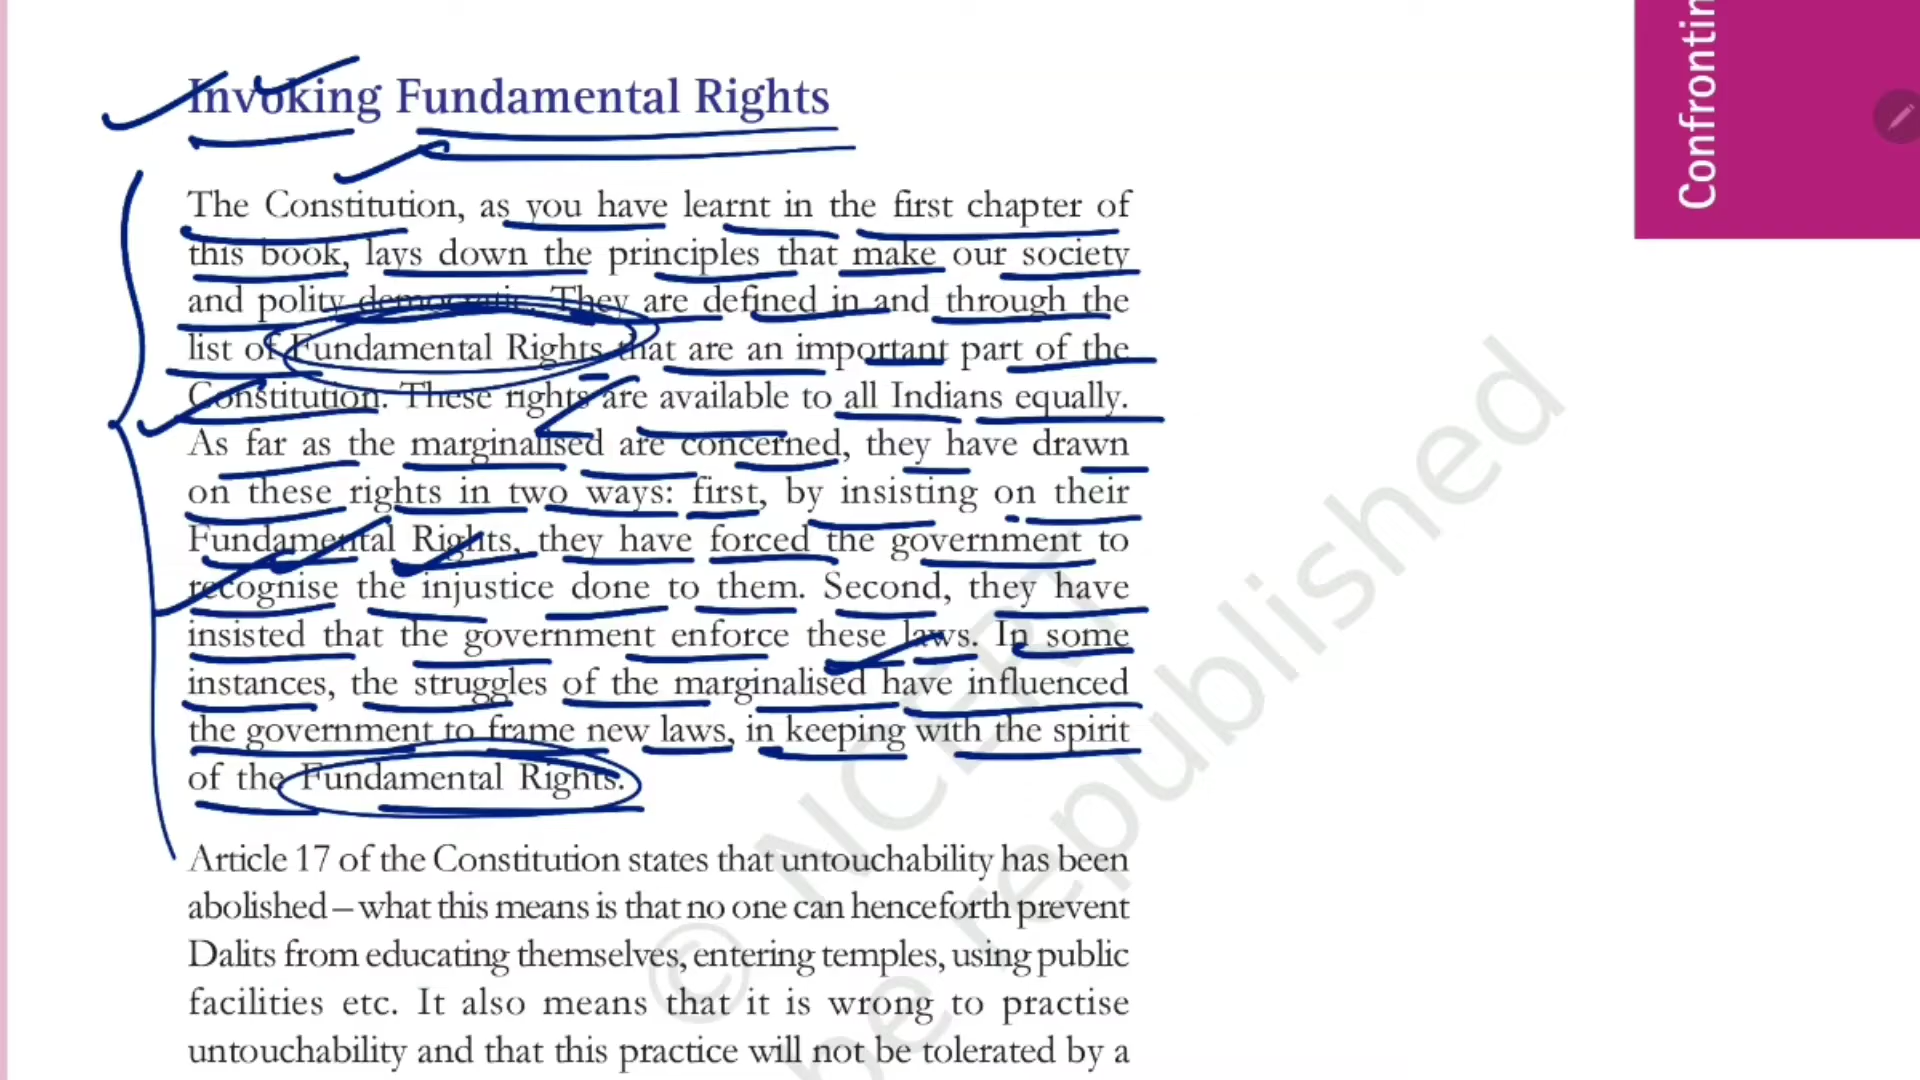 Confrontin
Invoking Fundamental Rights
The Constitution, as you have learnt in the first chapter of
this book, lays down the principles that make our society
and polity democratic. They are defined in and through the
list of Fundamental Rights that are an important part of the
Constitution. These rights are available to all Indians equally.
As far as the marginalised are concerned, they have drawn
on these rights in two ways: first, by insisting on their
Fundamental Rights, they have forced the government to
recognise the injustice done to them. Second, they have
insisted that the government enforce these laws. In some
instances, the struggles of the marginalised have influenced
the government to frame new laws, in keeping with the spirit
of the Fundamental Rights.
Article 17 of the Constitution states that untouchability has been
abolished – what this means is that no one can henceforth prevent
Dalits from educating themselves, entering temples, using public
facilities etc. It also means that it is wrong to practise
untouchability and that this practice will not be tolerated by a
© NCERT
be republished